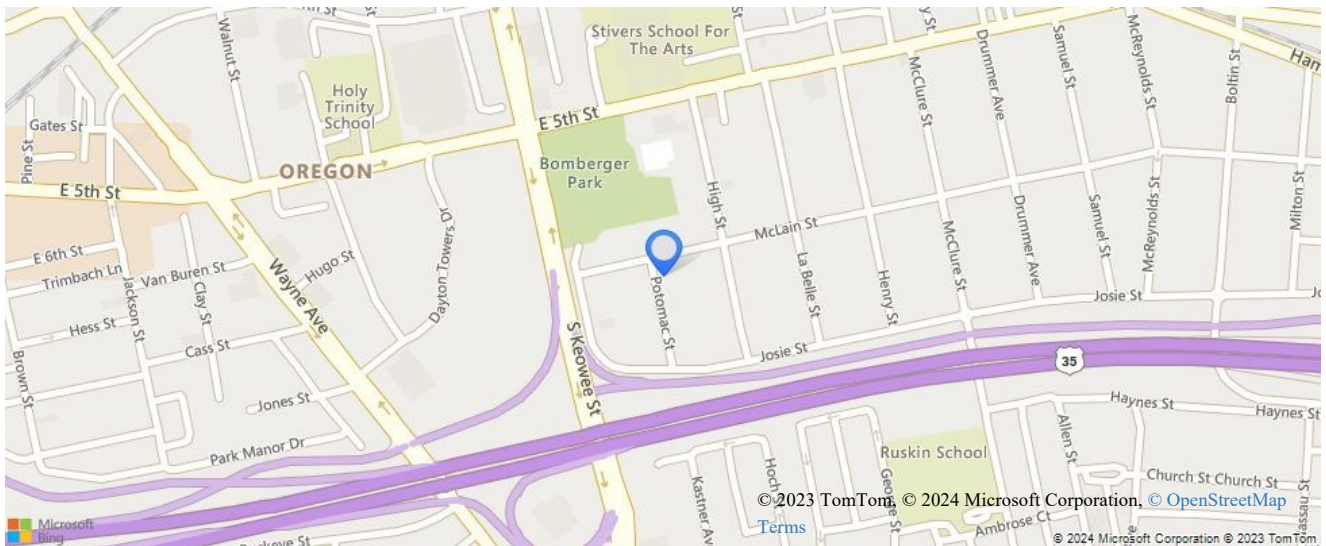 Walnut St
Stivers School For
The Arts
McClure St
Drummer Ave
Samuel St
McReynolds St
Boltin St
Holy
Trinity
School
E 5th St
Gates St
Pine St
Bomberger
Park
OREGON
E 5th St
High St
McLain St
Dayton Towers Dr
E 6th St
Trimbach Ln
Van Buren St
Hugo St
Wayne Ave
Jackson St
Clay St
Potomac St
La Belle St
Henry St
McClure St
Drummer Ave
Samuel St
McReynolds St
Milton St
Josie St
Hess St
Cass St
S Keowee St
Josie St
35
Brown St
Jones St
Haynes St
Haynes St
Park Manor Dr
Allen St
Ruskin School
Kastner Ave
Hoch St
George St
Church St
Church St
Ambrose Ct
© 2023 TomTom, © 2024 Microsoft Corporation, © OpenStreetMap
Terms
Microsoft
Bing
© 2024 Microsoft Corporation © 2023 TomTom